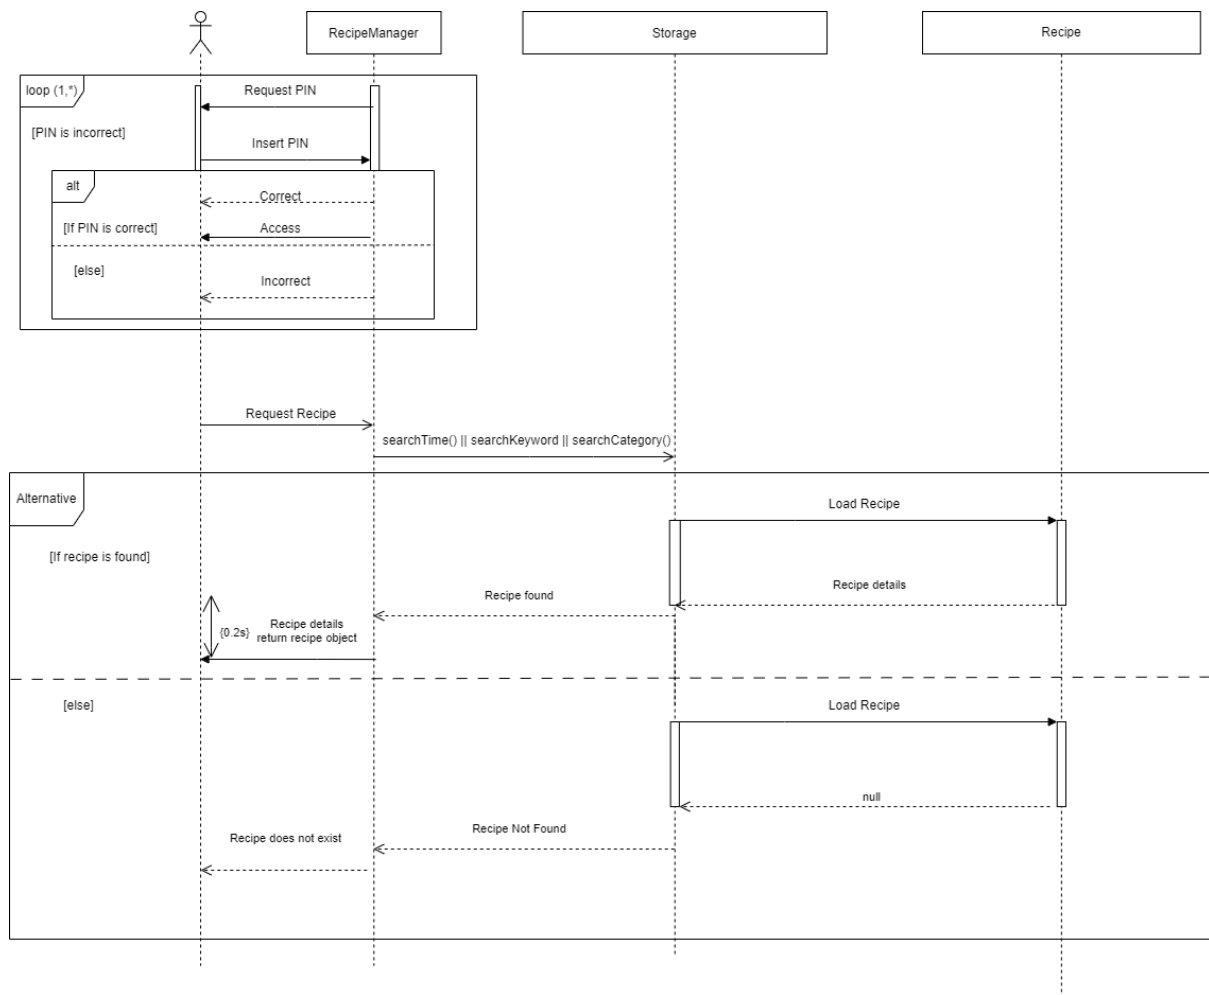 RecipeManager
Storage
Recipe
loop (1,*)
Request PIN
[PIN is incorrect]
Insert PIN
alt
Correct
[If PIN is correct]
Access
[else]
Incorrect
Request Recipe
searchTime() || searchKeyword || searchCategory()
Alternative
Load Recipe
[If recipe is found]
Recipe details
Recipe found
{0.2s}
Recipe details
return recipe object
[else]
Load Recipe
null
Recipe Not Found
Recipe does not exist